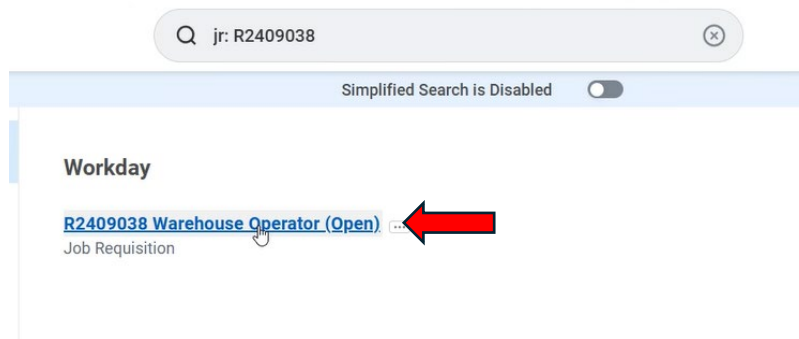 jr: R2409038
Simplified Search is Disabled
Workday
R2409038 Warehouse Operator (Open)
Job Requisition